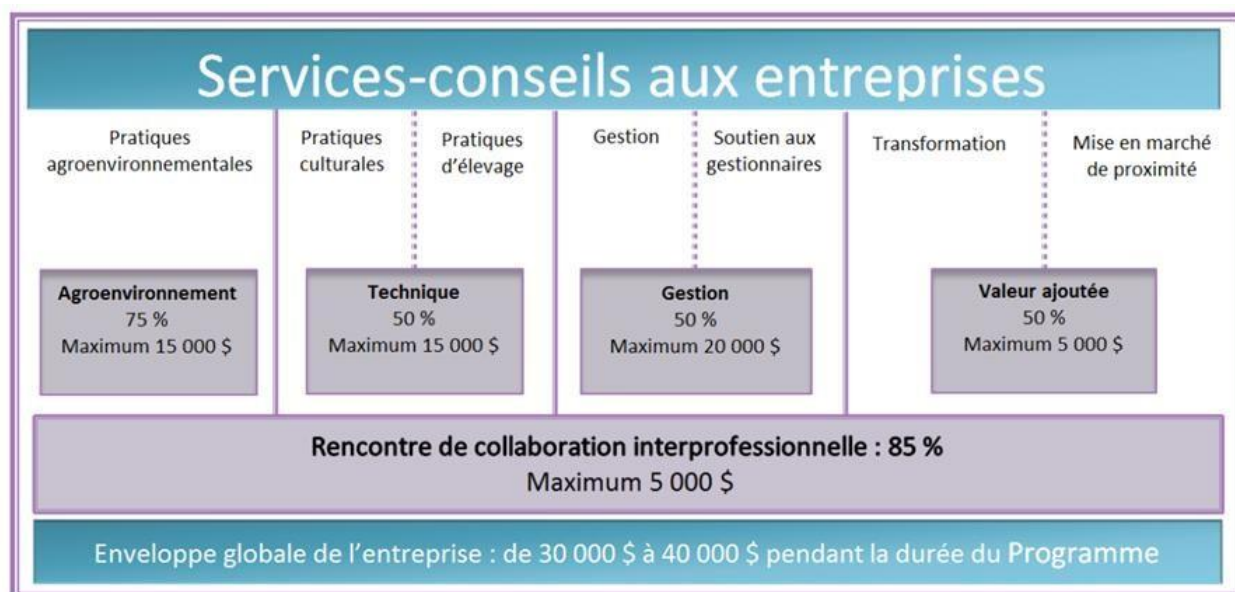 Services-conseils aux entreprises
Pratiques
agroenvironnementales
Pratiques
culturales
Pratiques
d'élevage
Gestion
Soutien aux
gestionnaires
Transformation
Mise en marché
de proximité
Agroenvironnement
75 %
Maximum 15 000 $
Technique
50 %
Maximum 15 000 $
Gestion
50 %
Maximum 20 000 $
Valeur ajoutée
50 %
Maximum 5 000 $
Rencontre de collaboration interprofessionnelle : 85 %
Maximum 5 000 $
Enveloppe globale de l'entreprise : de 30 000 $ à 40 000 $ pendant la durée du Programme